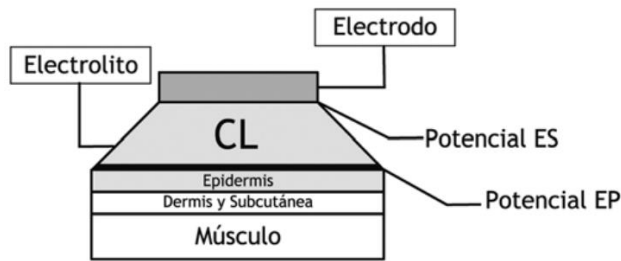 Electrodo
Electrolito
CL
Potencial ES
Epidermis
Potencial EP
Dermis y Subcutánea
Músculo